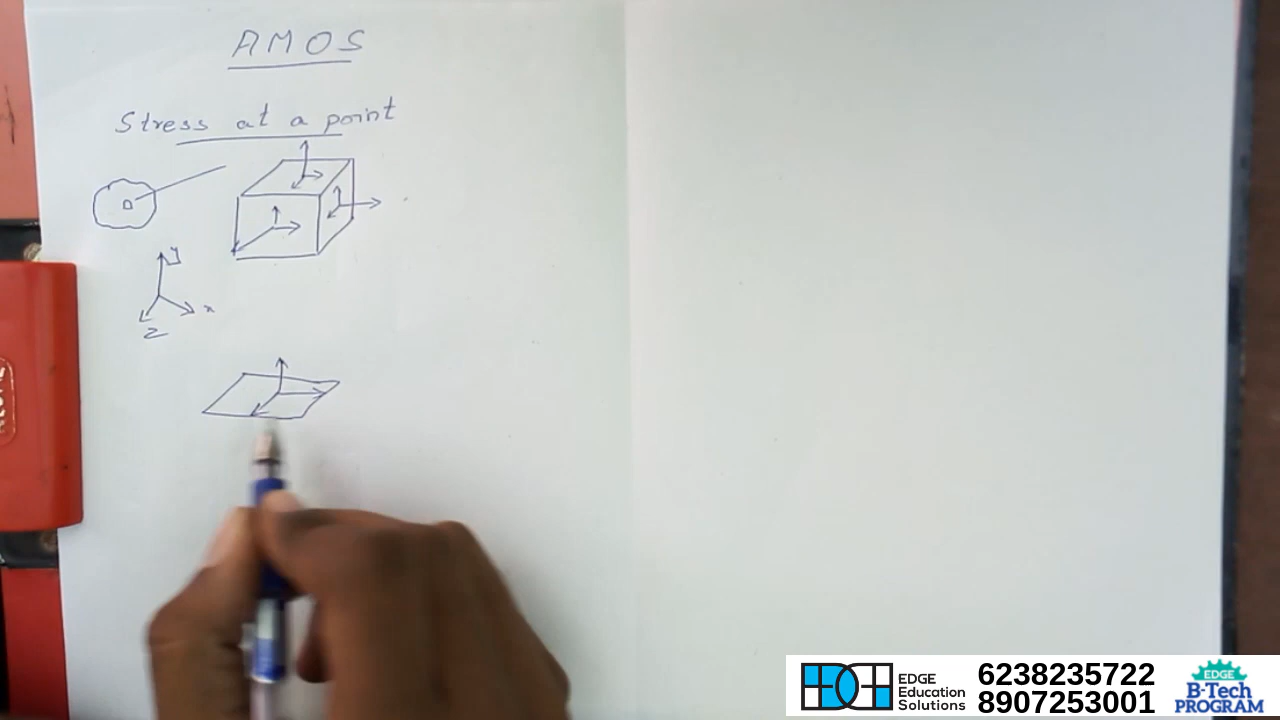 AMOS
Stress at a point
y
x
z
EDGE
Education
Solutions
6238235722
8907253001
EDGE
B-Tech
PROGRAM